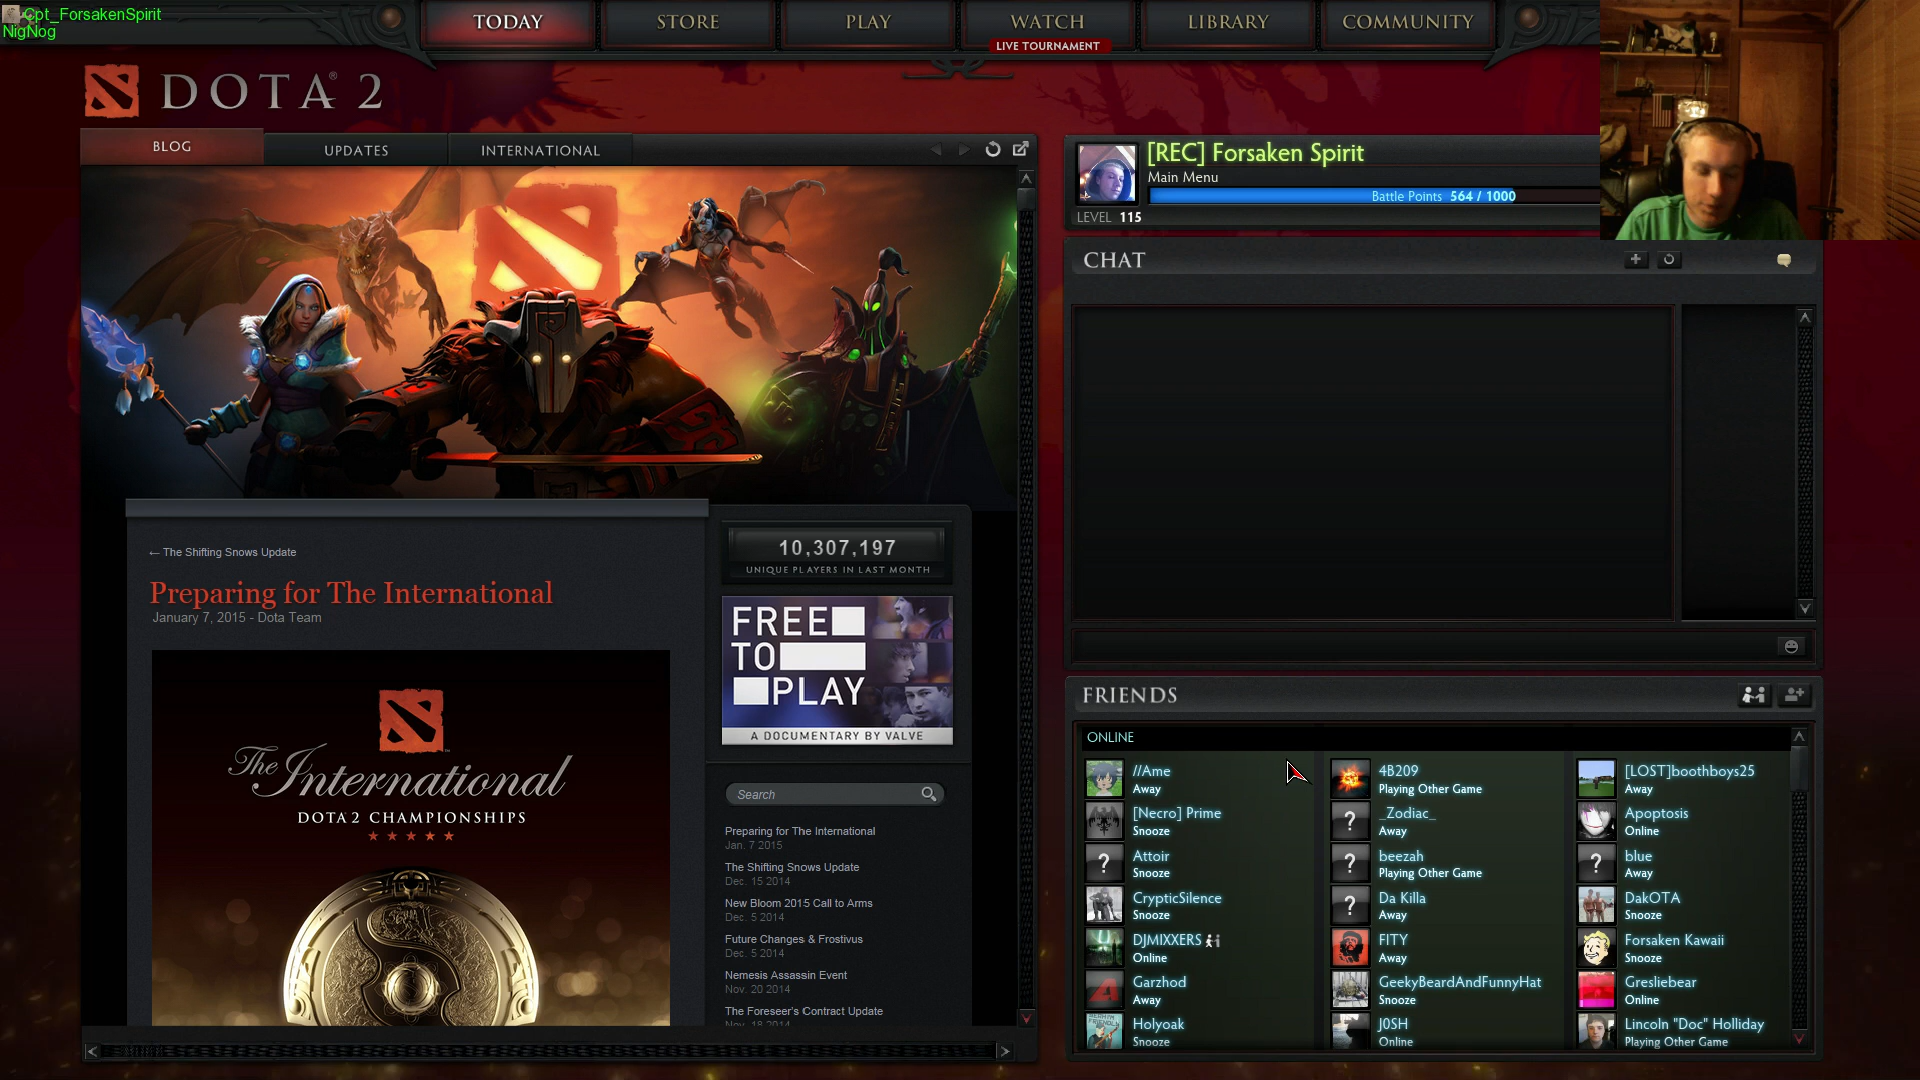 Cpt_ForsakenSpirit
NigNog
TODAY
STORE
PLAY
WATCH
LIBRARY
COMMUNITY
LIVE TOURNAMENT
DOTA® 2
BLOG
UPDATES
INTERNATIONAL
[REC] Forsaken Spirit
Main Menu
Battle Points 564 / 1000
LEVEL 115
CHAT
← The Shifting Snows Update
Preparing for The International
January 7, 2015 - Dota Team
The International
DOTA 2 CHAMPIONSHIPS
10,307,197
UNIQUE PLAYERS IN LAST MONTH
FREE
TO
PLAY
A DOCUMENTARY BY VALVE
Search
Preparing for The International
Jan. 7 2015
The Shifting Snows Update
Dec. 15 2014
New Bloom 2015 Call to Arms
Dec. 5 2014
Future Changes & Frostivus
Dec. 5 2014
Nemesis Assassin Event
Nov. 20 2014
The Foreseer's Contract Update
Nov. 18 2014
FRIENDS
ONLINE
//Ame
Away
4B209
Playing Other Game
[LOST]boothboys25
Away
[Necro] Prime
Snooze
_Zodiac_
Away
Apoptosis
Online
Attoir
Snooze
beezah
Playing Other Game
blue
Away
CrypticSilence
Snooze
Da Killa
Away
DakOTA
Snooze
DJMIXXERS
Online
FITY
Away
Forsaken Kawaii
Snooze
Garzhod
Away
GeekyBeardAndFunnyHat
Snooze
Gresliebear
Online
Holyoak
Snooze
J0SH
Online
Lincoln "Doc" Holliday
Playing Other Game